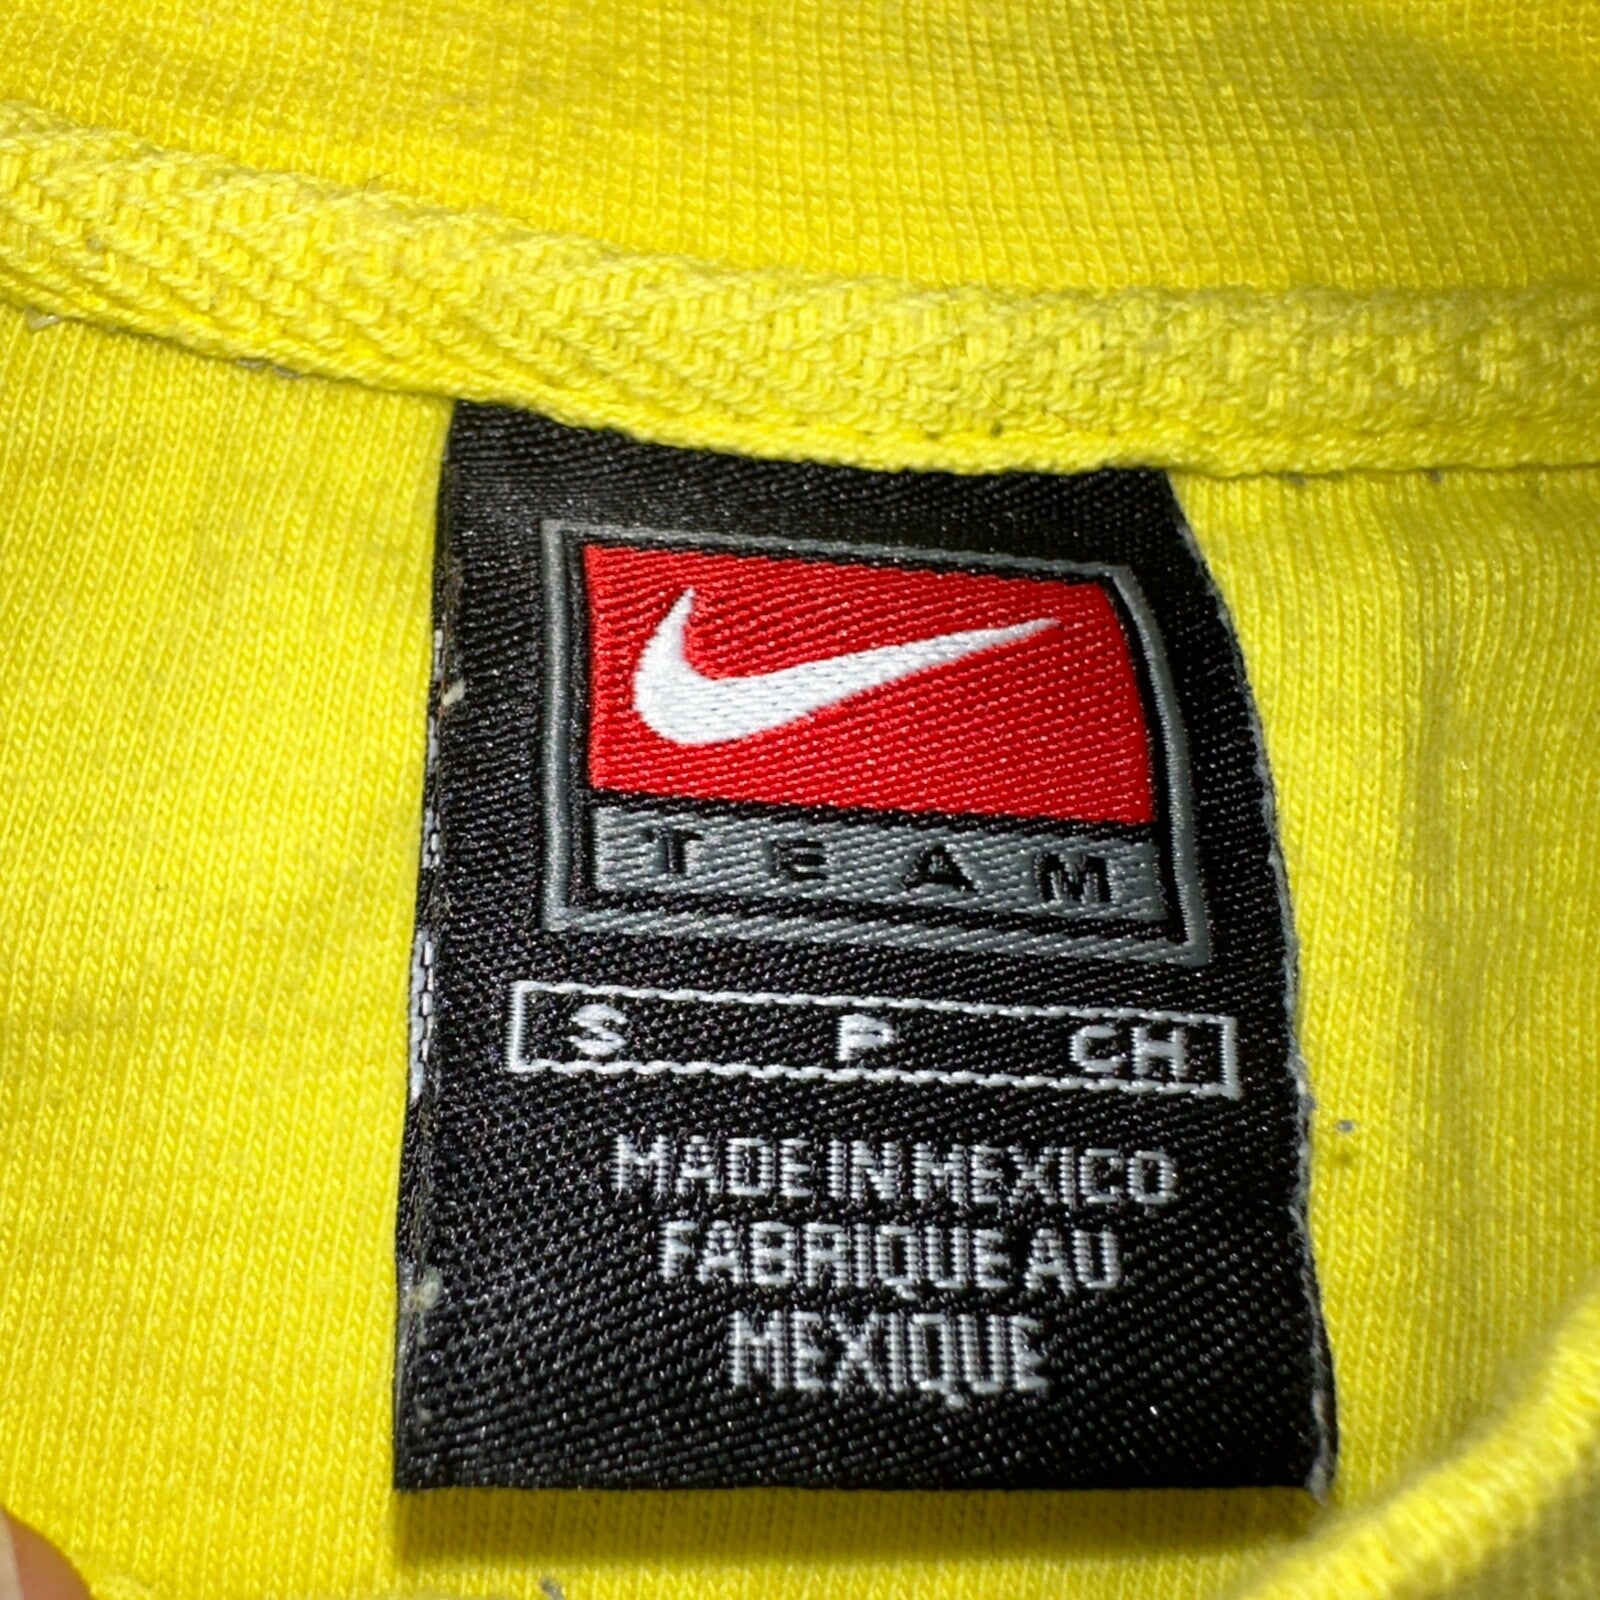 TEAM
S P CH
MADE IN MEXICO
FABRIQUE AU
MEXIQUE